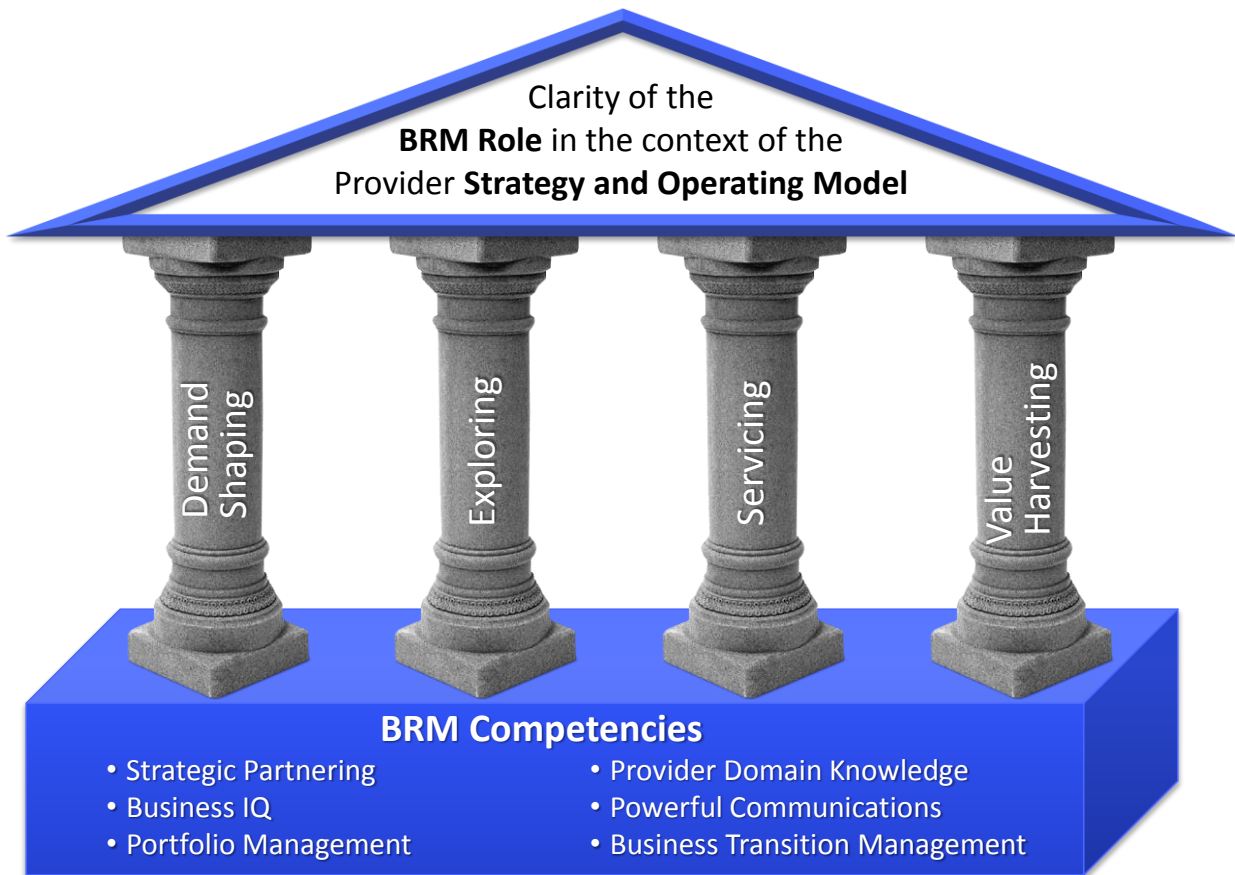 Clarity of the
BRM Role in the context of the
Provider Strategy and Operating Model
Demand
Shaping
Exploring
Servicing
Value
Harvesting
BRM Competencies
• Strategic Partnering
• Business IQ
• Portfolio Management
• Provider Domain Knowledge
• Powerful Communications
• Business Transition Management